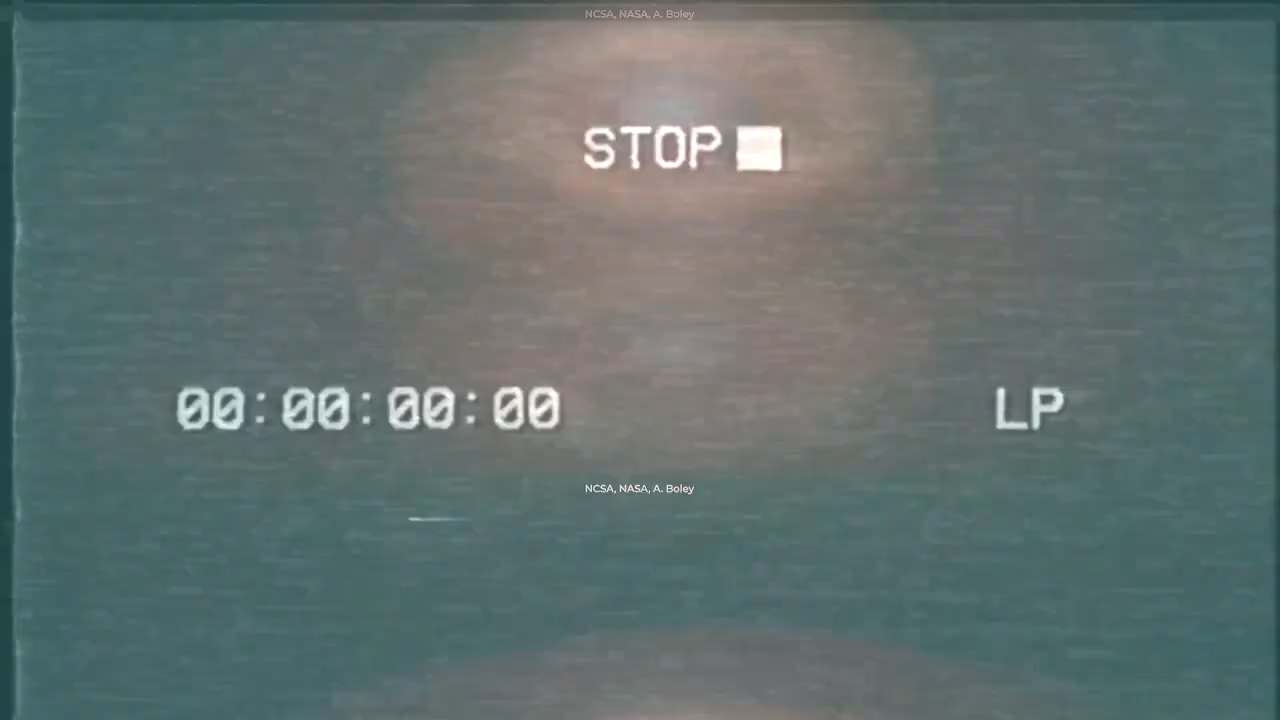 NCSA, NASA, A. Boley
STOP
00:00:00:00 LP
NCSA, NASA, A. Boley